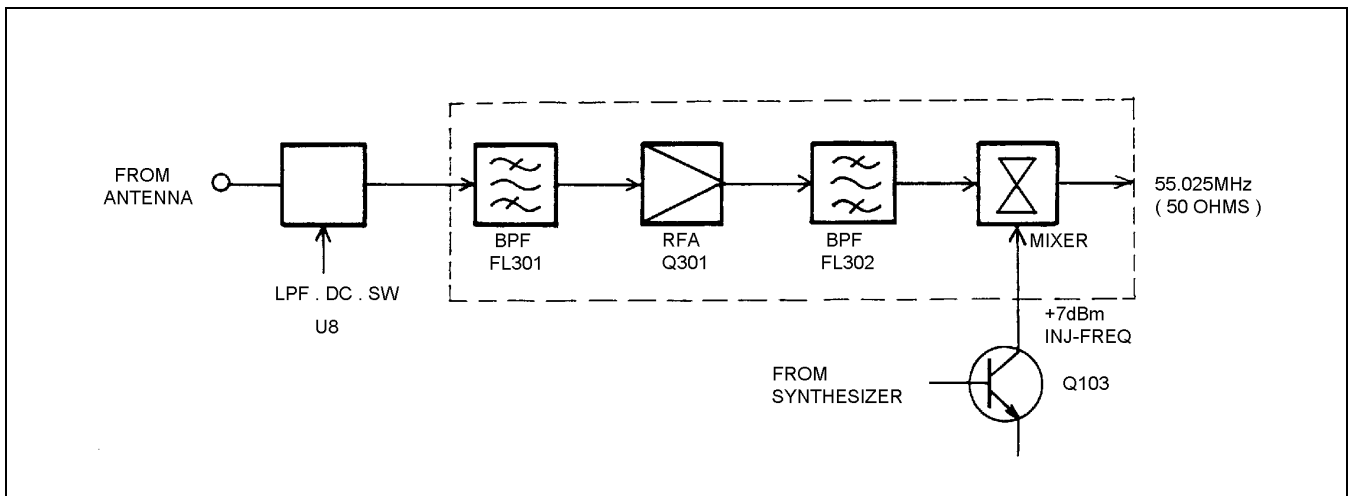 FROM
ANTENNA
LPF . DC . SW
U8
BPF
FL301
RFA
Q301
BPF
FL302
MIXER
55.025MHz
( 50 OHMS )
+7dBm
INJ-FREQ
FROM
SYNTHESIZER
Q103